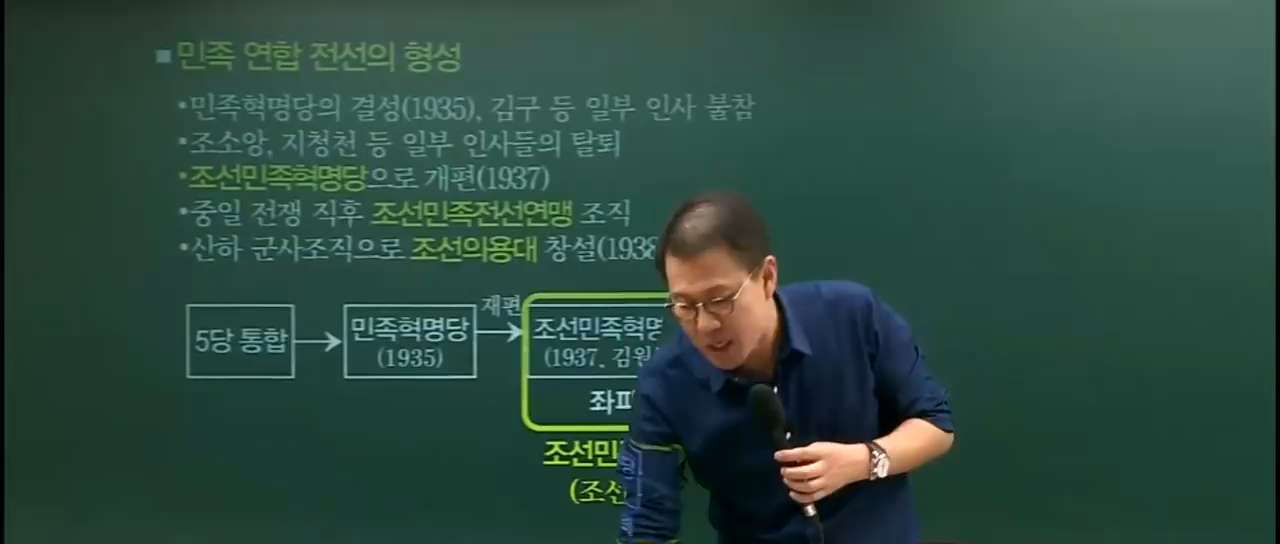 ■ 민족 연합 전선의 형성
•민족혁명당의 결성(1935), 김구 등 일부 인사 불참
•조소앙, 지청천 등 일부 인사들의 탈퇴
•조선민족혁명당으로 개편(1937)
•중일 전쟁 직후 조선민족전선연맹 조직
•산하 군사조직으로 조선의용대 창설(1938
5당 통합
민족혁명당
(1935)
재편
조선민족혁명
(1937, 김원
좌파
조선민
(조선